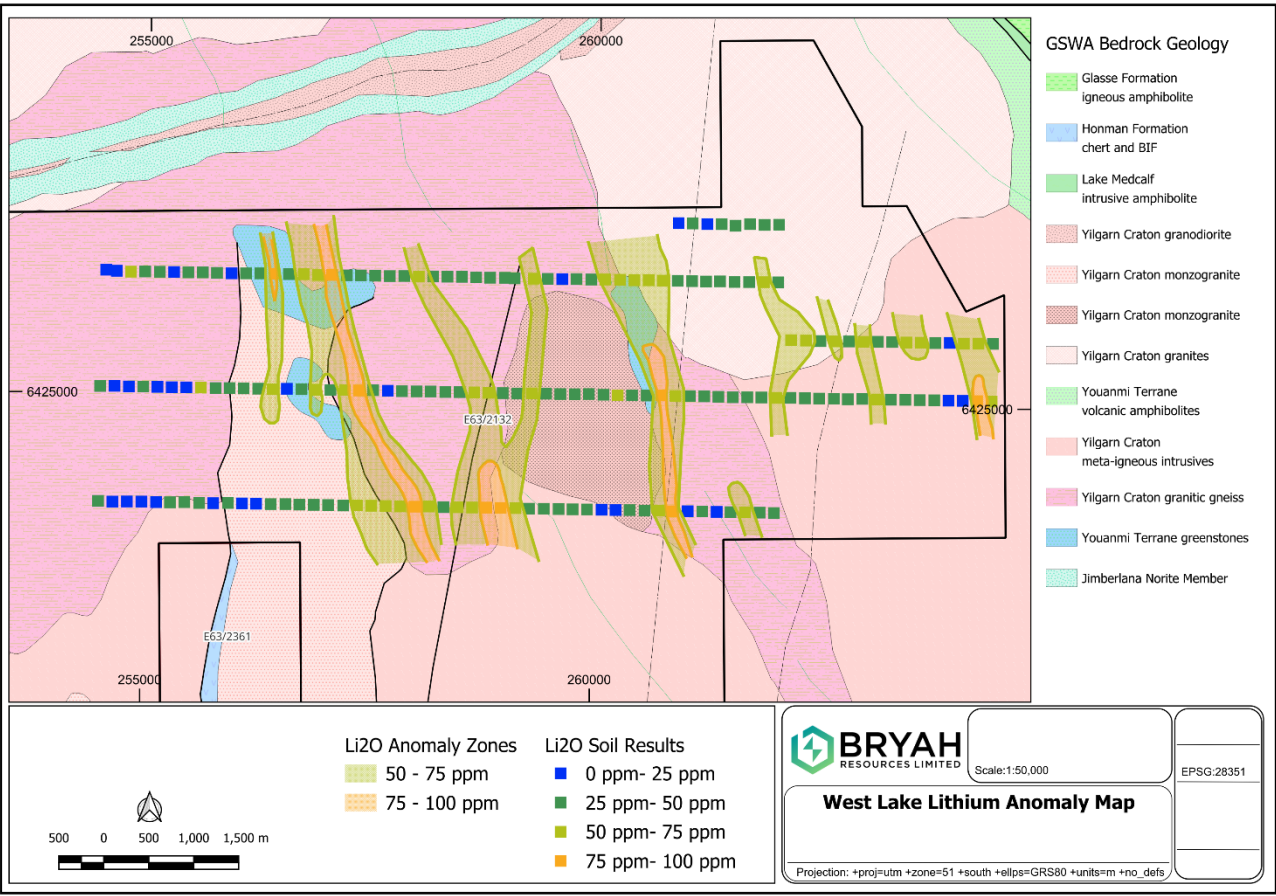 255000
260000
6425000
E63/2132
6425000
E63/2361
255000
260000
GSWA Bedrock Geology
Glasse Formation
igneous amphibolite
Honman Formation
chert and BIF
Lake Medcalf
intrusive amphibolite
Yilgarn Craton granodiorite
Yilgarn Craton monzogranite
Yilgarn Craton monzogranite
Yilgarn Craton granites
Youanmi Terrane
volcanic amphibolites
Yilgarn Craton
meta-igneous intrusives
Yilgarn Craton granitic gneiss
Youanmi Terrane greenstones
Jimberlana Norite Member
500 0 500 1,000 1,500 m
Li2O Anomaly Zones
50 - 75 ppm
75 - 100 ppm
Li2O Soil Results
0 ppm- 25 ppm
25 ppm- 50 ppm
50 ppm- 75 ppm
75 ppm- 100 ppm
BRYAH
RESOURCES LIMITED
Scale:1:50,000
EPSG:28351
West Lake Lithium Anomaly Map
Projection: +proj=utm +zone=51 +south +ellps=GRS80 +units=m +no_defs